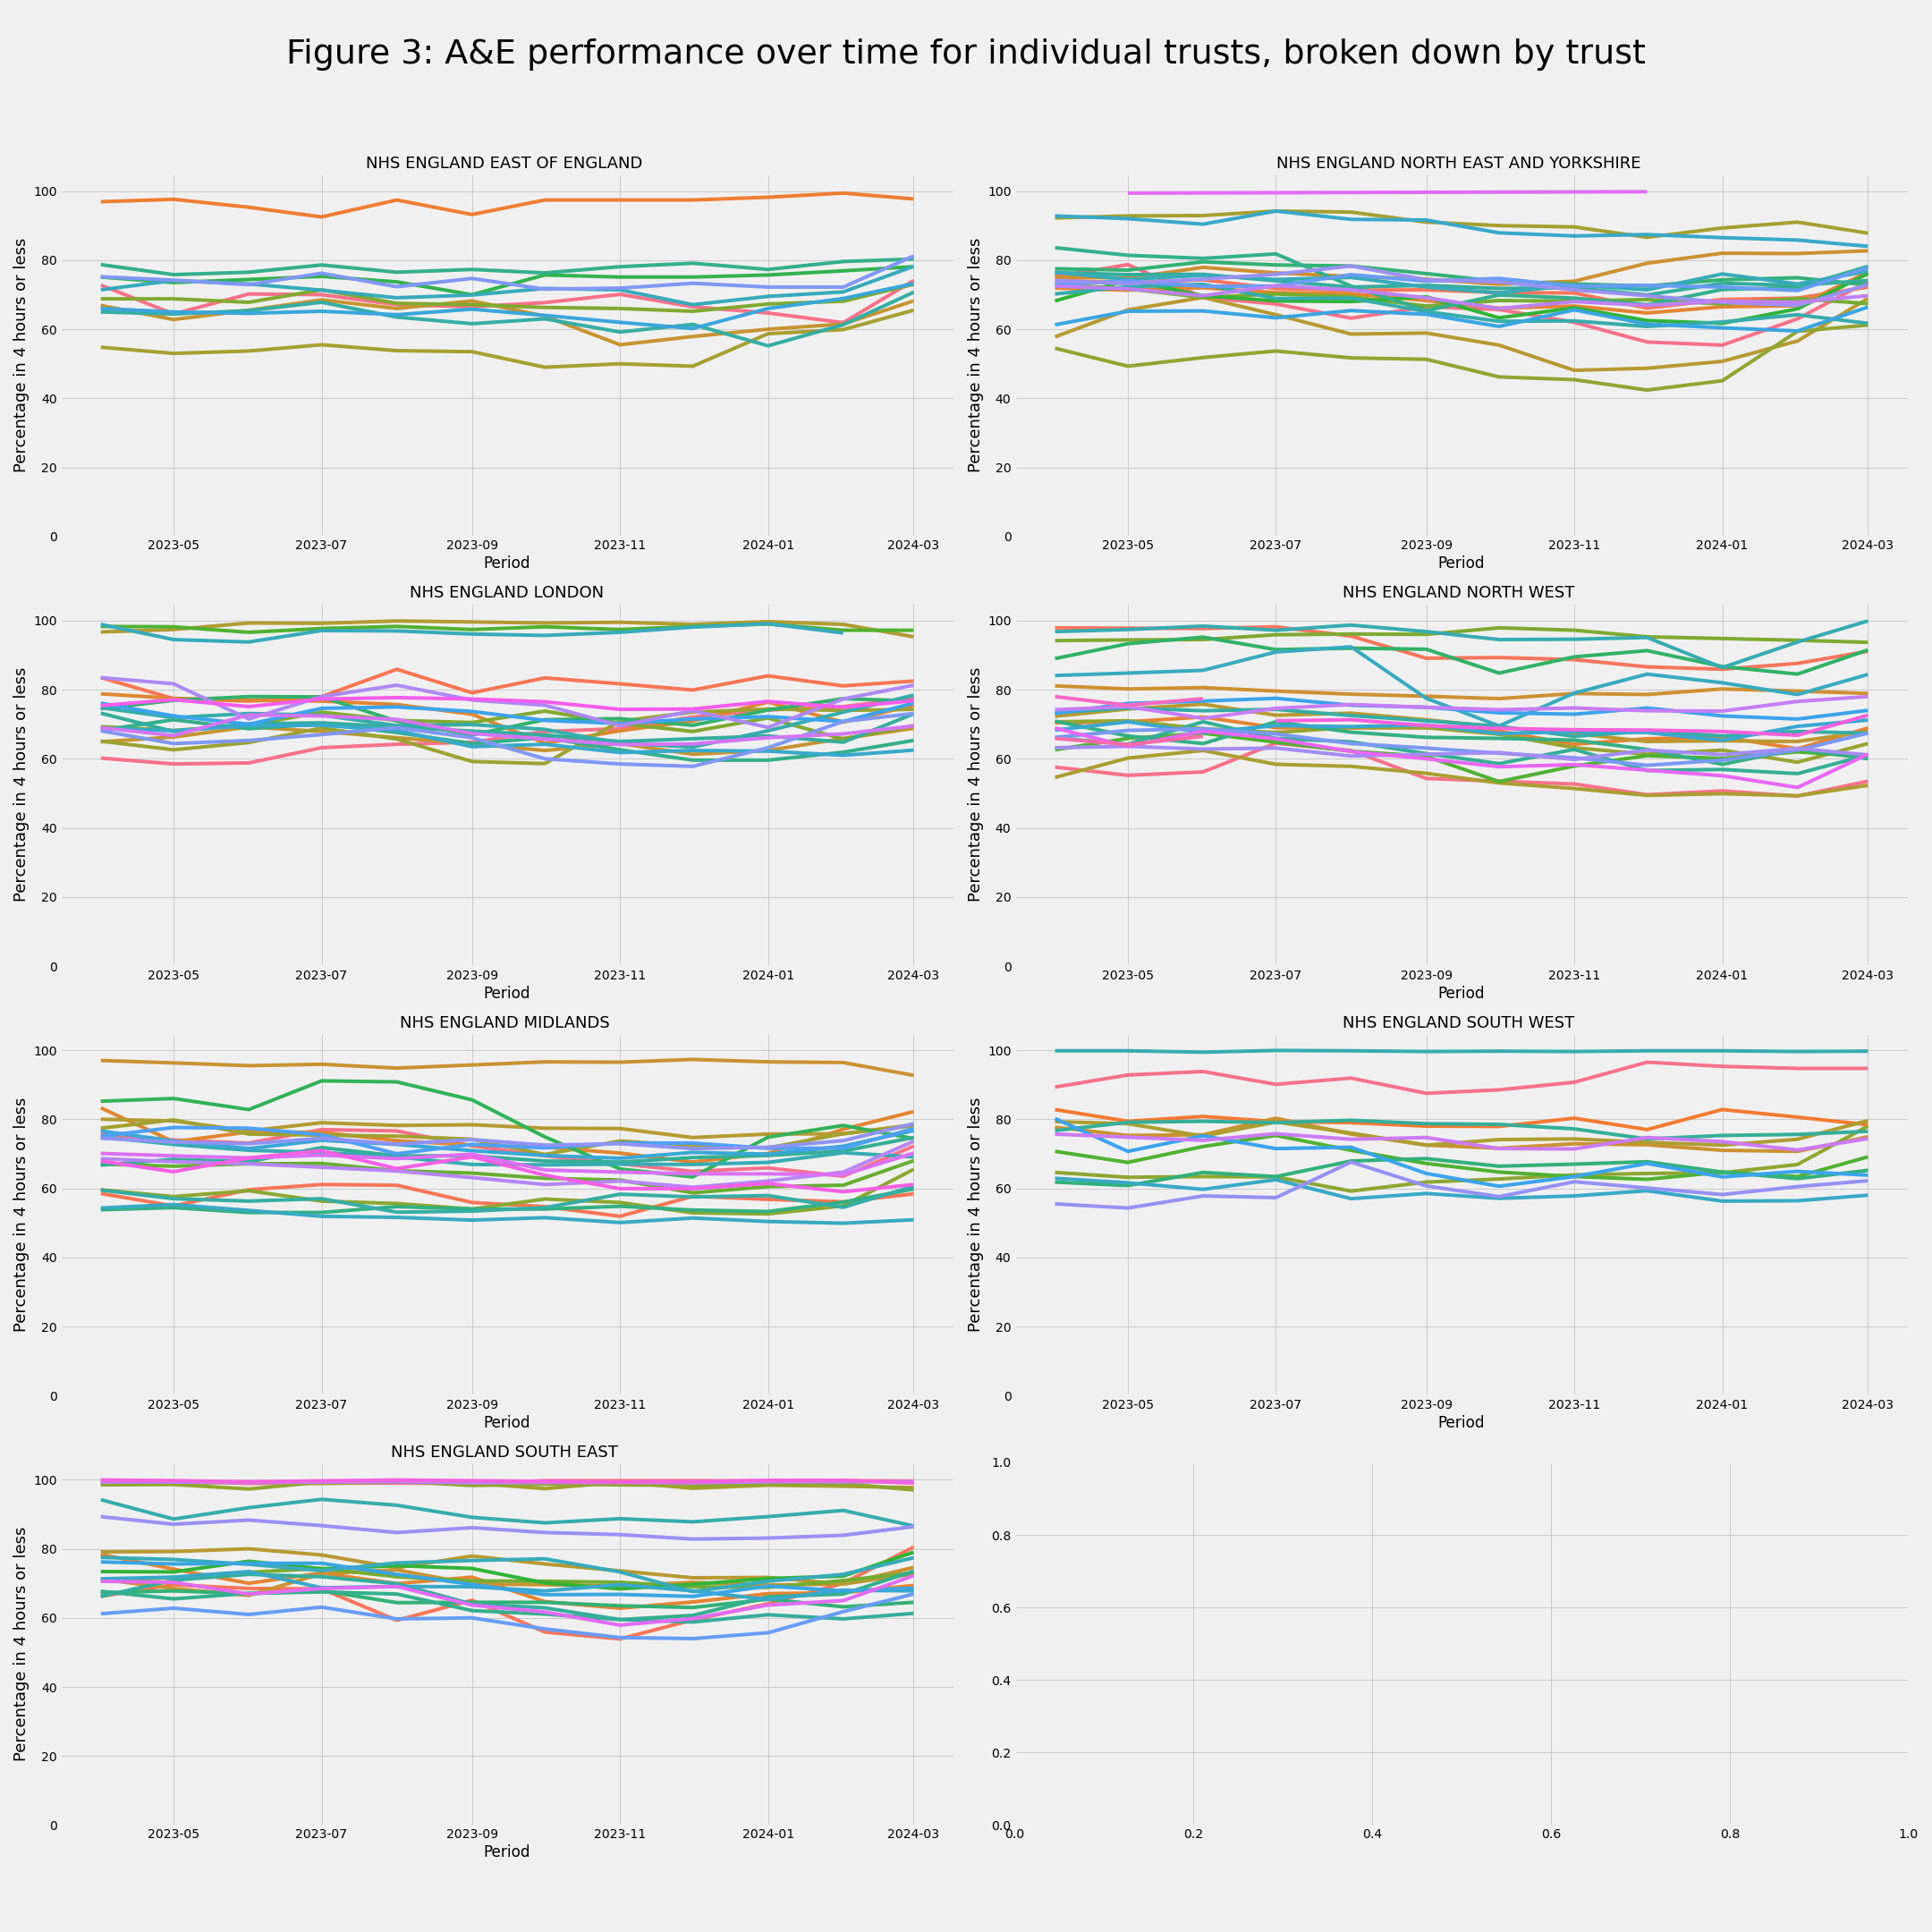 Figure 3: A&E performance over time for individual trusts, broken down by trust
NHS ENGLAND EAST OF ENGLAND
Percentage in 4 hours or less
100
80
60
40
20
0
2023-05 2023-07 2023-09 2023-11 2024-01 2024-03
Period
NHS ENGLAND NORTH EAST AND YORKSHIRE
Percentage in 4 hours or less
100
80
60
40
20
0
2023-05 2023-07 2023-09 2023-11 2024-01 2024-03
Period
NHS ENGLAND LONDON
Percentage in 4 hours or less
100
80
60
40
20
0
2023-05 2023-07 2023-09 2023-11 2024-01 2024-03
Period
NHS ENGLAND NORTH WEST
Percentage in 4 hours or less
100
80
60
40
20
0
2023-05 2023-07 2023-09 2023-11 2024-01 2024-03
Period
NHS ENGLAND MIDLANDS
Percentage in 4 hours or less
100
80
60
40
20
0
2023-05 2023-07 2023-09 2023-11 2024-01 2024-03
Period
NHS ENGLAND SOUTH WEST
Percentage in 4 hours or less
100
80
60
40
20
0
2023-05 2023-07 2023-09 2023-11 2024-01 2024-03
Period
NHS ENGLAND SOUTH EAST
Percentage in 4 hours or less
100
80
60
40
20
0
2023-05 2023-07 2023-09 2023-11 2024-01 2024-03
Period
1.0
0.8
0.6
0.4
0.2
0.0
0.0 0.2 0.4 0.6 0.8 1.0